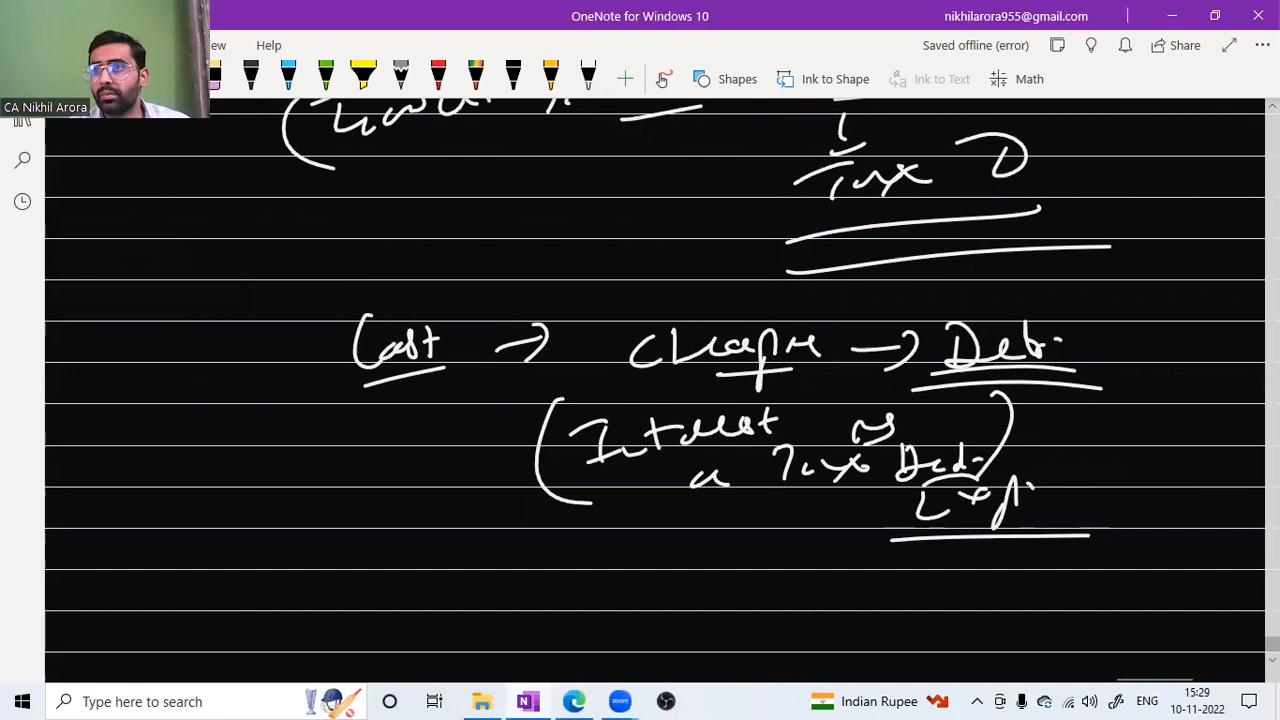 OneNote for Windows 10
nikhilarora955@gmail.com
CA Nikhil Arora
ew Help
Saved offline (error)
Share
Shapes
Ink to Shape
Ink to Text
Math
Tax D
Cost → Cheaper → Debt
(Interest is
a Tax Ded.
Exp.)
Type here to search
Indian Rupee
ENG
15:29
10-11-2022